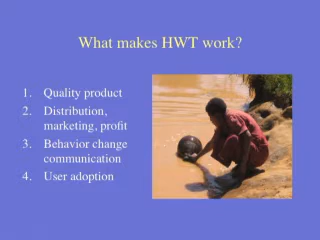 What makes HWT work?
1. Quality product
2. Distribution,
marketing, profit
3. Behavior change
communication
4. User adoption